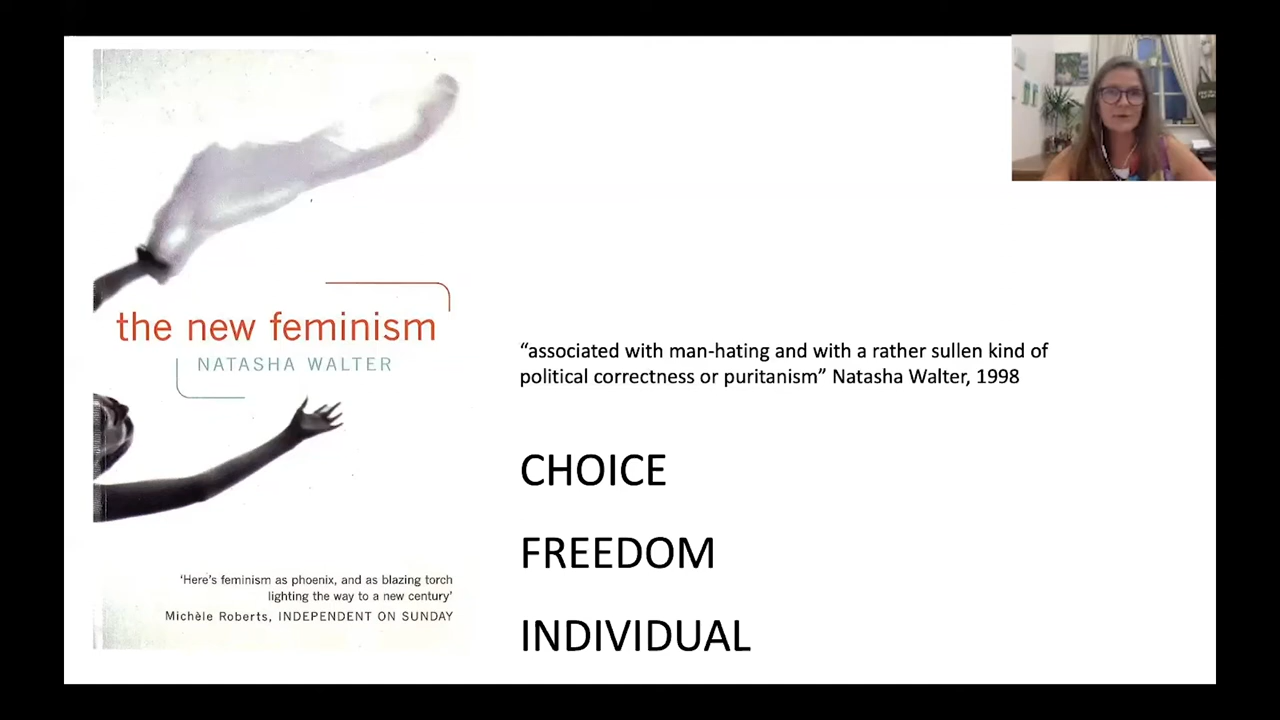 the new feminism
NATASHA WALTER
'Here's feminism as phoenix, and as blazing torch
lighting the way to a new century'
Michèle Roberts, INDEPENDENT ON SUNDAY
“associated with man-hating and with a rather sullen kind of
political correctness or puritanism” Natasha Walter, 1998
CHOICE
FREEDOM
INDIVIDUAL